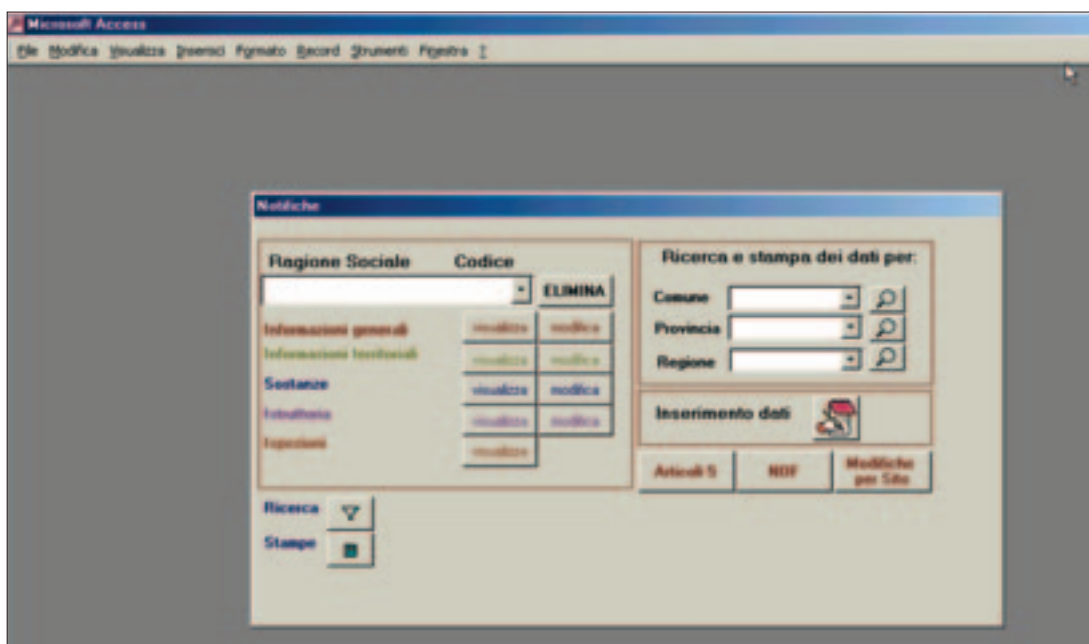 Microsoft Access
File Modifica Visualizza Inserisci Formato Record Strumenti Finestra ?
Notifiche
Ragione Sociale Codice
ELIMINA
Informazioni generali visualizza modifica
Informazioni territoriali visualizza modifica
Sostanze visualizza modifica
Istruttoria visualizza modifica
Ispezioni visualizza
Ricerca
Stampe
Ricerca e stampa dei dati per:
Comune
Provincia
Regione
Inserimento dati
Articoli 5 NOF Modifiche per Sito